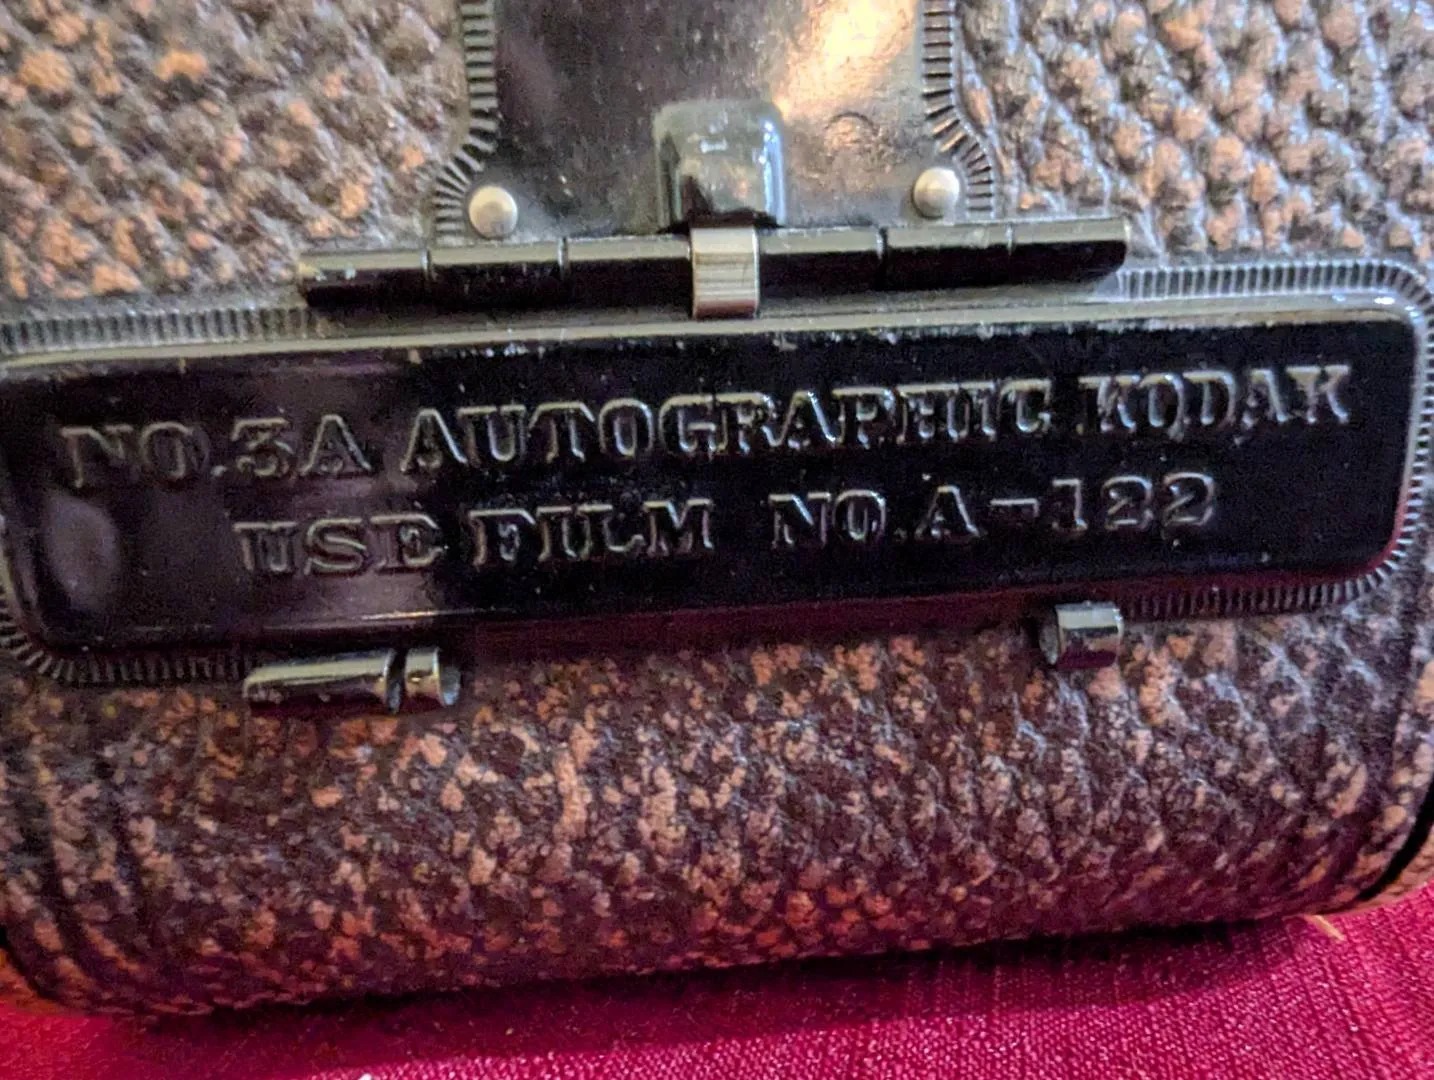 NO. 3A AUTOGRAPHIC KODAK
USE FILM NO. A-122